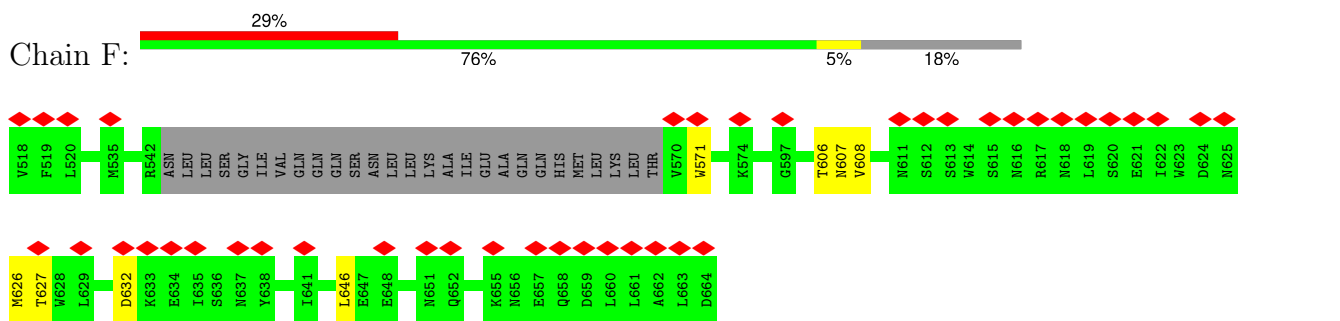 29%
Chain F:
76% 5% 18%
V518 F519 L520 M535 R542 ASN LEU LEU SER GLY ILE VAL GLN GLN GLN SER ASN LEU LEU LYS ALA ILE GLU ALA GLN GLN HIS MET LEU LYS LEU THR V570 W571 K574 G597 T606 N607 V608 N611 S612 S613 W614 S615 N616 R617 N618 L619 S620 E621 I622 W623 D624 N625
M626 T627 W628 L629 D632 K633 E634 I635 S636 N637 Y638 I641 L646 E647 E648 N651 Q652 K655 N656 E657 Q658 D659 L660 L661 A662 L663 D664